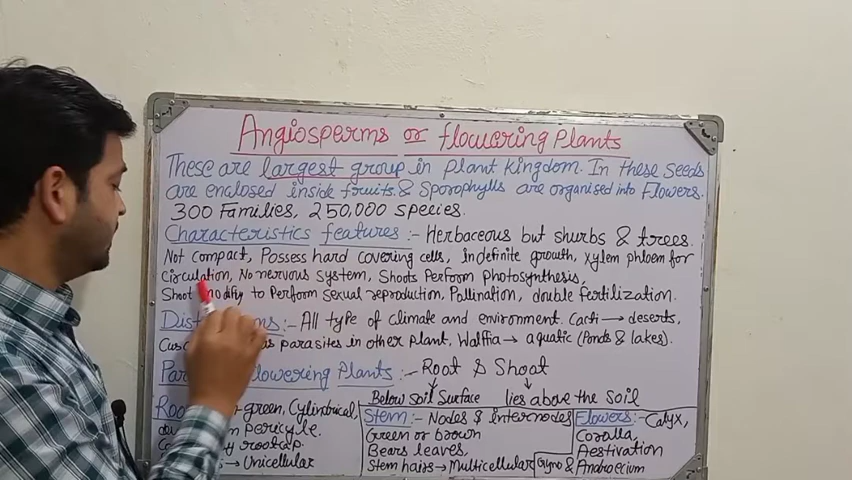 Angiosperms or flowering Plants
These are largest group in plant kingdom. In these seeds
are enclosed inside fruits & Sporophylls are organised into Flowers.
300 Families, 250,000 species.
Characteristics features :- Herbaceous but shurbs & trees.
Not compact, Possess hard covering cells, indefinite growth, xylem phloem for
Circulation, No nervous system, Shoots Perform Photosynthesis,
Shoot modify to Perform sexual reproduction, Pollination, double fertilization.
:- All type of climate and environment. Cacti → deserts,
parasites in other plant, Walffia → aquatic (Ponds & lakes).
Flowering Plants :- Root & Shoot
Below Soil Surface lies above the Soil
green, Cylindrical,
pericyle.
rootcap.
→ Unicellular
Stem :- Nodes & internodes
Green or brown
Bears leaves,
Stem hairs → Multicellular
Flowers :- Calyx,
Corolla,
Aestivation
Gyno & Androecium